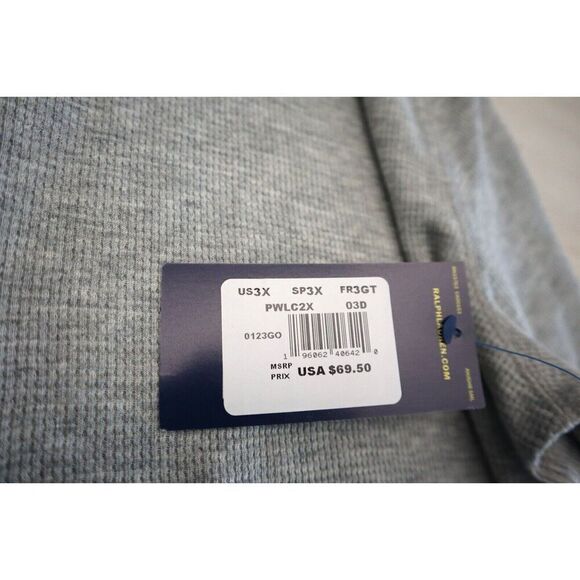 US3X SP3X FR3GT
PWLC2X 03D
0123GO
1 96062 40642 0
MSRP
PRIX USA $69.50
RALPHLAUREN.COM